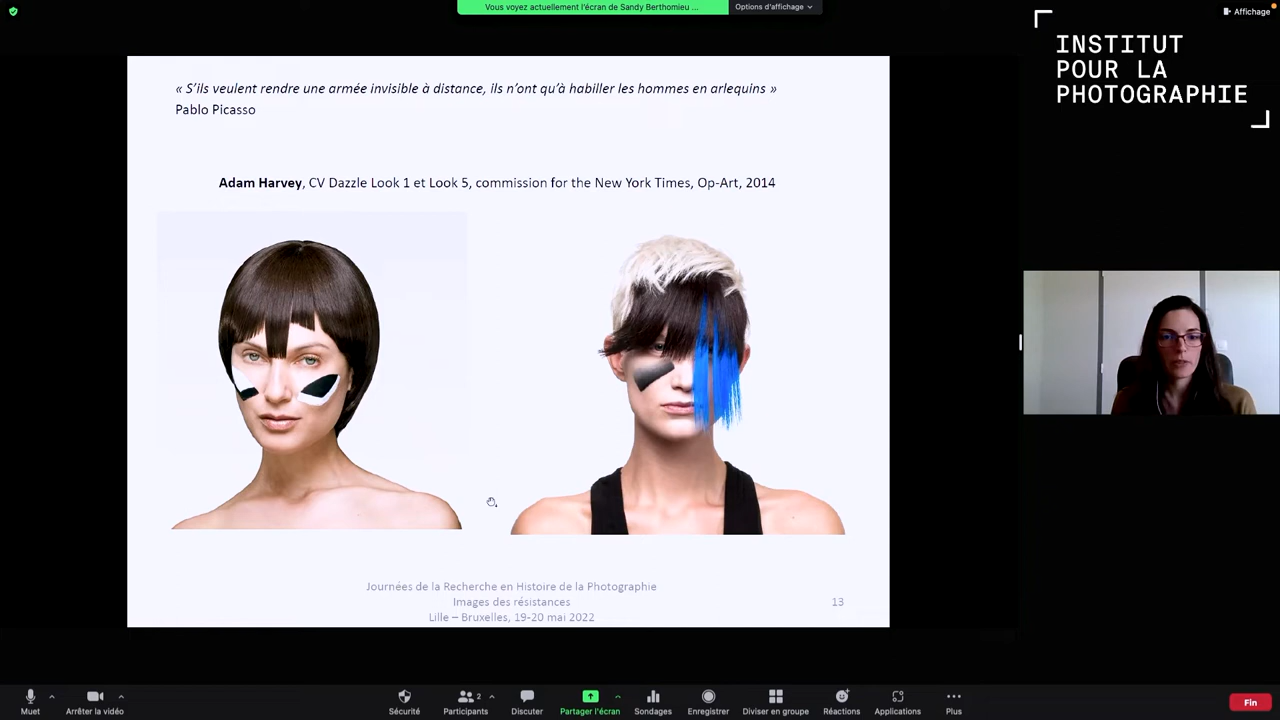 Vous voyez actuellement l'écran de Sandy Berthomieu ...
Options d'affichage
Affichage
INSTITUT
POUR LA
PHOTOGRAPHIE
« S'ils veulent rendre une armée invisible à distance, ils n'ont qu'à habiller les hommes en arlequins »
Pablo Picasso
Adam Harvey, CV Dazzle Look 1 et Look 5, commission for the New York Times, Op-Art, 2014
Journées de la Recherche en Histoire de la Photographie
Images des résistances
13
Lille – Bruxelles, 19-20 mai 2022
Muet
Arrêter la vidéo
Sécurité
Participants 2
Discuter
Partager l'écran
Sondages
Enregistrer
Diviser en groupe
Réactions
Applications
Plus
Fin